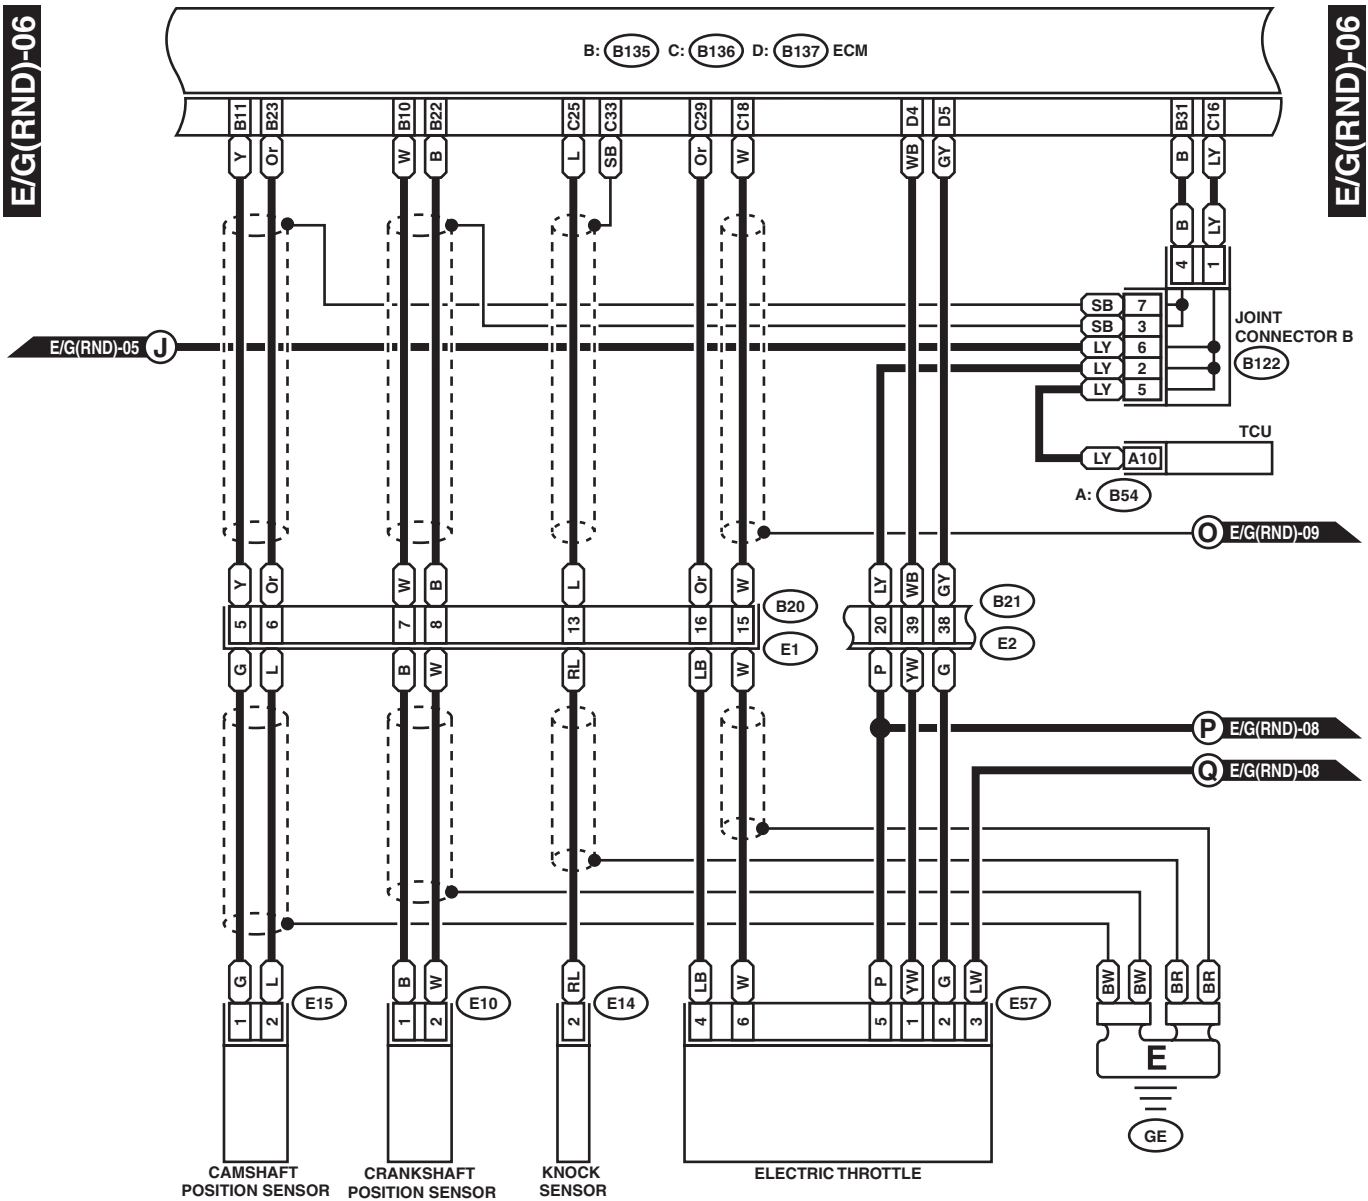 E/G(RND)-06
E/G(RND)-06
B: B135 C: B136 D: B137 ECM
B11 B23 B10 B22 C25 C33 C29 C18 D4 D5 B31 C16
Y Or W B L SB Or W WB GY B LY
B LY
4 1
SB 7
SB 3
LY 6
LY 2
LY 5
JOINT
CONNECTOR B
B122
E/G(RND)-05 J
TCU
LY A10
A: B54
O E/G(RND)-09
Y Or W B L Or W LY WB GY
5 6 7 8 13 16 15 20 39 38
B20
B21
E1
E2
G L B W RL LB W P YW G
P E/G(RND)-08
Q E/G(RND)-08
G L B W RL LB W P YW G LW BW BW BR BR
1 2 1 2 2 4 6 5 1 2 3
E15 E10 E14 E57
E
GE
CAMSHAFT
POSITION SENSOR
CRANKSHAFT
POSITION SENSOR
KNOCK
SENSOR
ELECTRIC THROTTLE